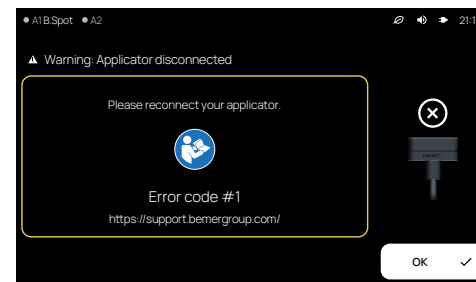 A1 B.Spot A2 21:1
Warning: Applicator disconnected
Please reconnect your applicator.
Error code #1
https://support.bemergroup.com/
OK